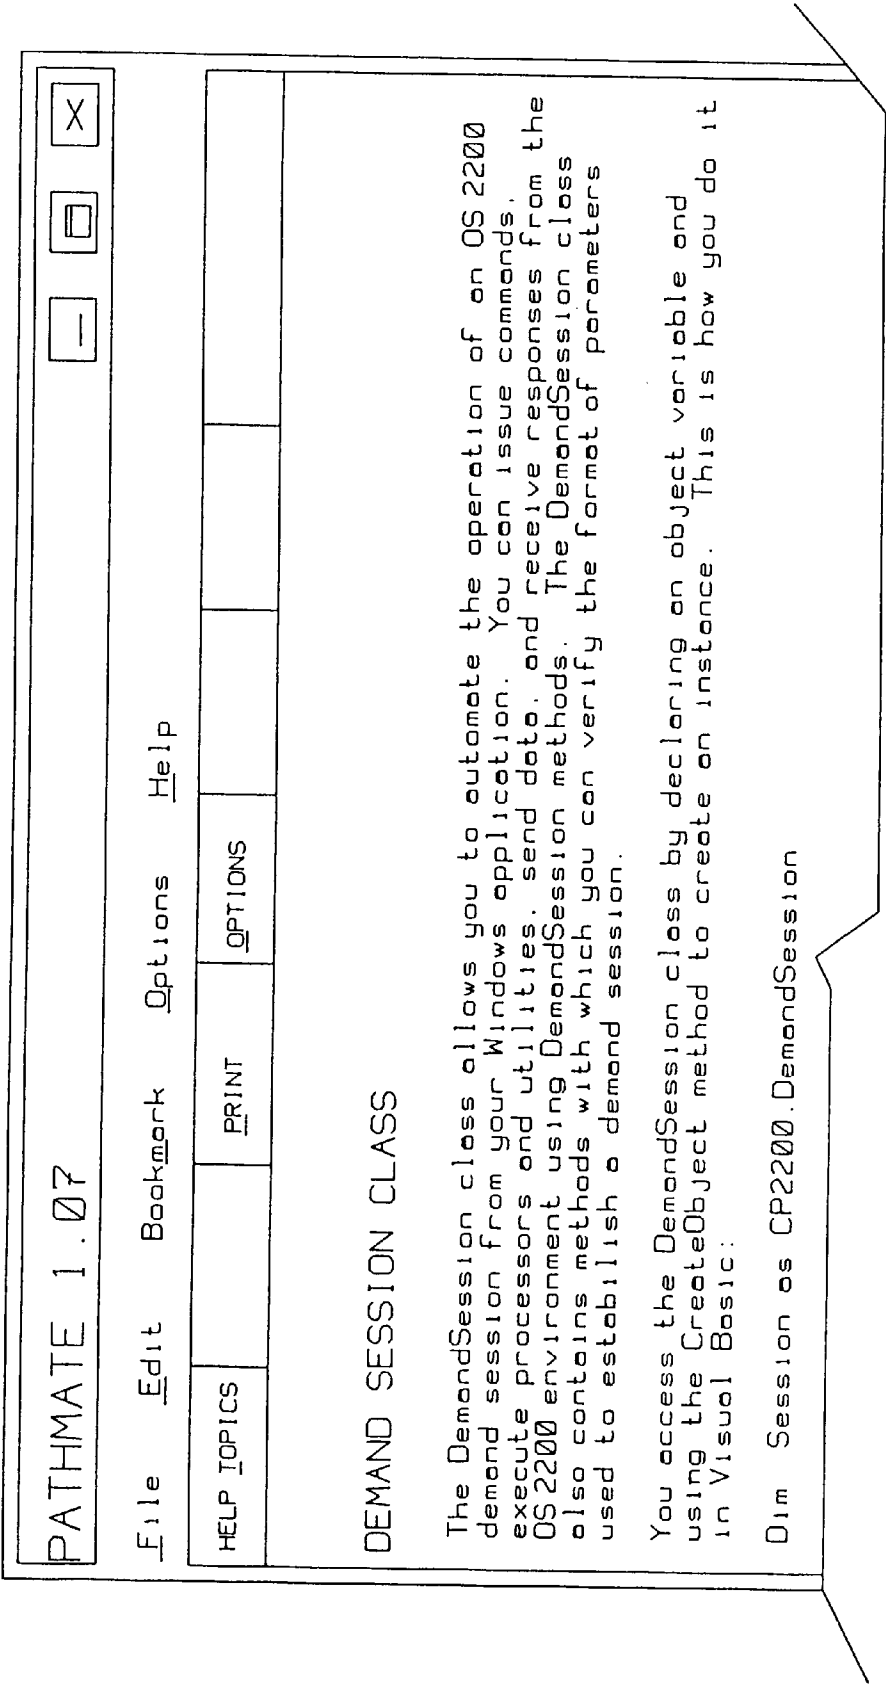 PATHMATE 1.07
File Edit Bookmark Options Help
HELP TOPICS PRINT OPTIONS
DEMAND SESSION CLASS
The DemandSession class allows you to automate the operation of an OS 2200
demand session from your Windows application. You can issue commands,
execute processors and utilities, send data, and receive responses from the
OS 2200 environment using DemandSession methods. The DemandSession class
also contains methods with which you can verify the format of parameters
used to estabilish a demand session.
You access the DemandSession class by declaring an object variable and
using the CreateObject method to create an instance. This is how you do it
in Visual Basic:
Dim Session as CP2200.DemandSession